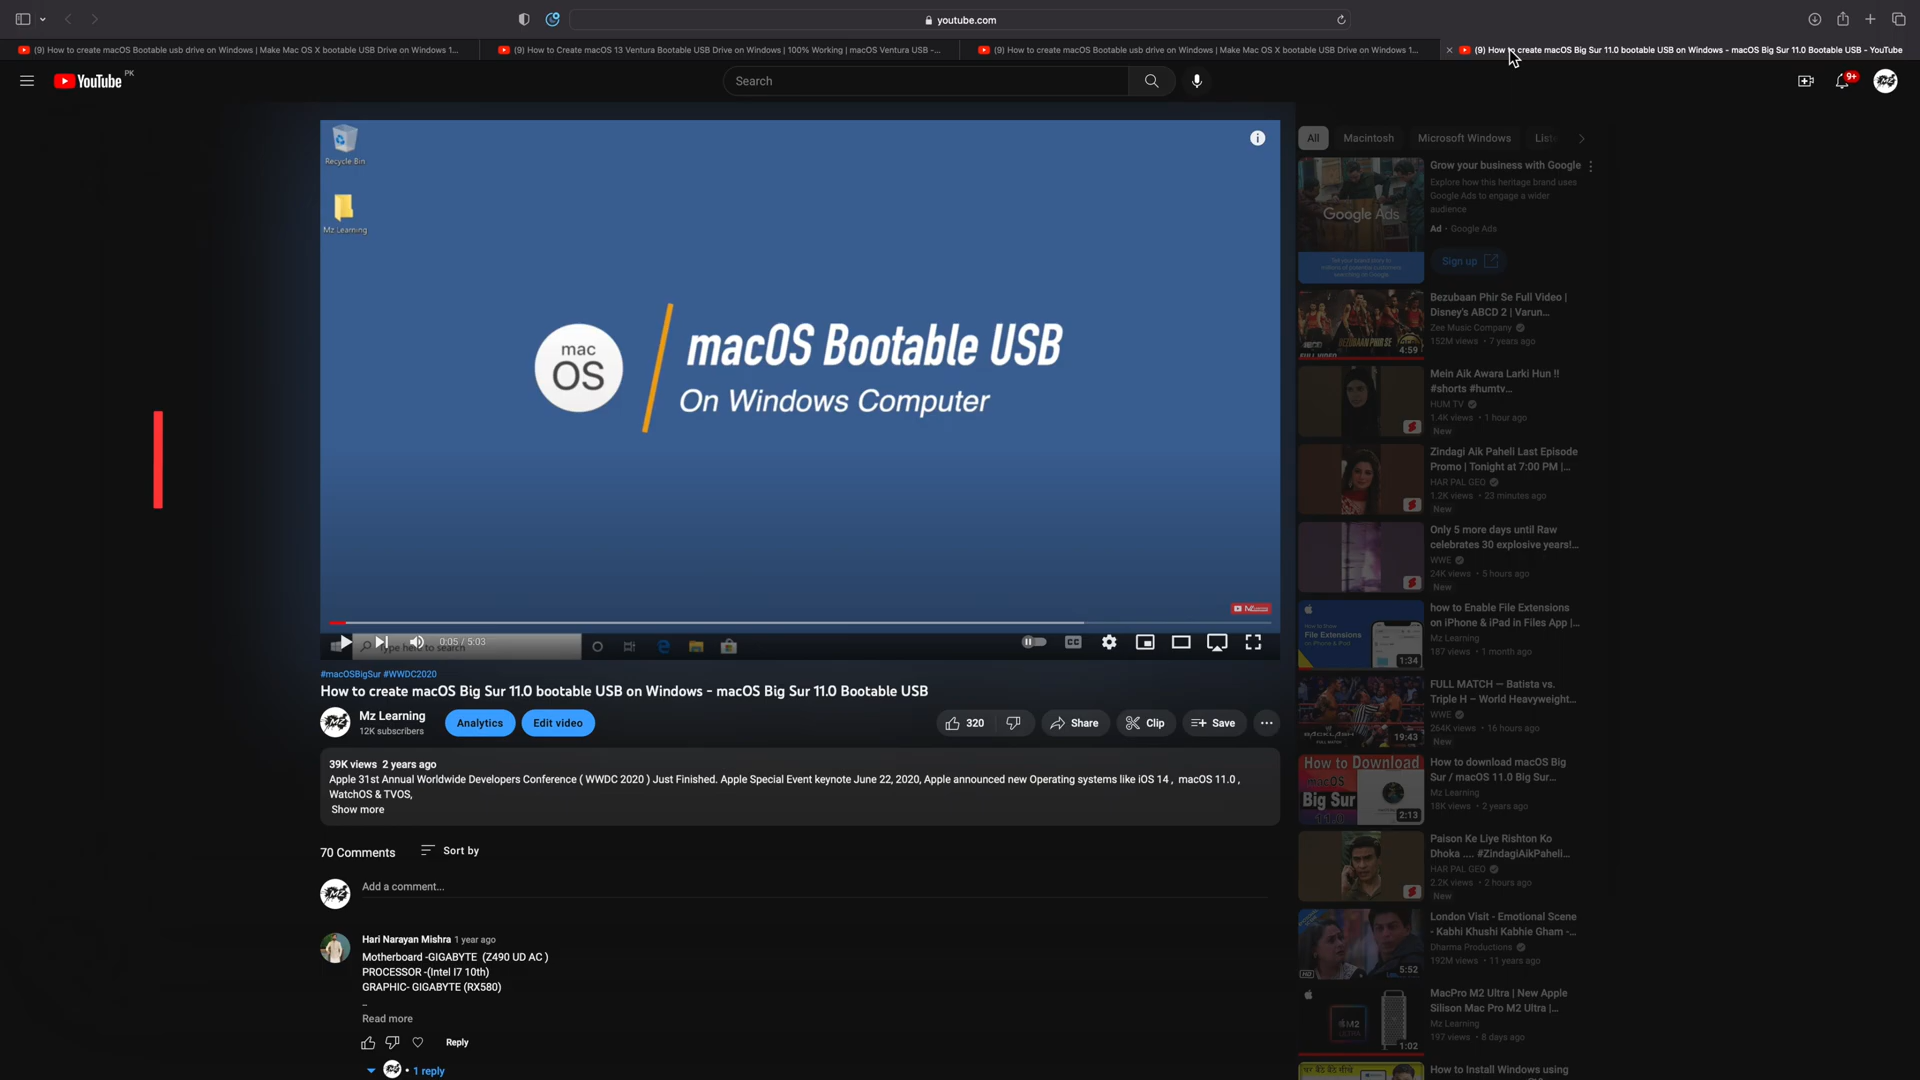 youtube.com
(9) How to create macOS Bootable usb drive on Windows | Make Mac OS X bootable USB Drive on Windows 1...
(9) How to Create macOS 13 Ventura Bootable USB Drive on Windows | 100% Working | macOS Ventura USB -...
(9) How to create macOS Bootable usb drive on Windows | Make Mac OS X bootable USB Drive on Windows 1...
(9) How to create macOS Big Sur 11.0 bootable USB on Windows - macOS Big Sur 11.0 Bootable USB - YouTube
YouTube PK
Search
9+
Recycle Bin
Mz Learning
mac
OS
macOS Bootable USB
On Windows Computer
0:05 / 5:03
Type here to search
CC
#macOSBigSur #WWDC2020
How to create macOS Big Sur 11.0 bootable USB on Windows - macOS Big Sur 11.0 Bootable USB
Mz Learning
12K subscribers
Analytics
Edit video
320
Share
Clip
Save
39K views 2 years ago
Apple 31st Annual Worldwide Developers Conference ( WWDC 2020 ) Just Finished. Apple Special Event keynote June 22, 2020, Apple announced new Operating systems like iOS 14 , macOS 11.0 ,
WatchOS & TVOS,
Show more
70 Comments
Sort by
Add a comment...
Hari Narayan Mishra 1 year ago
Motherboard -GIGABYTE (Z490 UD AC )
PROCESSOR -(Intel I7 10th)
GRAPHIC- GIGABYTE (RX580)
Read more
Reply
1 reply
All
Macintosh
Microsoft Windows
Google Ads
Grow your business with Google
Explore how this heritage brand uses
Google Ads to engage a wider
audience
Ad · Google Ads
Sign up
Bezubaan Phir Se Full Video |
Disney's ABCD 2 | Varun...
Zee Music Company
152M views • 7 years ago
4:59
Mein Aik Awara Larki Hun !!
#shorts #humtv...
HUM TV
1.4K views • 1 hour ago
New
Zindagi Aik Paheli Last Episode
Promo | Tonight at 7:00 PM |...
HAR PAL GEO
1.2K views • 23 minutes ago
New
Only 5 more days until Raw
celebrates 30 explosive years!...
WWE
24K views • 5 hours ago
New
File Extensions
1:34
how to Enable File Extensions
on iPhone & iPad in Files App |...
Mz Learning
187 views • 1 month ago
19:43
FULL MATCH — Batista vs.
Triple H – World Heavyweight...
WWE
264K views • 16 hours ago
New
How to Download
macOS
Big Sur
11.0
2:13
How to download macOS Big
Sur / macOS 11.0 Big Sur...
Mz Learning
18K views • 2 years ago
Paison Ke Liye Rishton Ko
Dhoka .... #ZindagiAikPaheli...
HAR PAL GEO
2.2K views • 2 hours ago
New
HD
5:52
London Visit - Emotional Scene
- Kabhi Khushi Kabhie Gham -...
Dharma Productions
192M views • 11 years ago
M2
1:02
MacPro M2 Ultra | New Apple
Silison Mac Pro M2 Ultra |...
Mz Learning
197 views • 8 days ago
How to Install Windows using